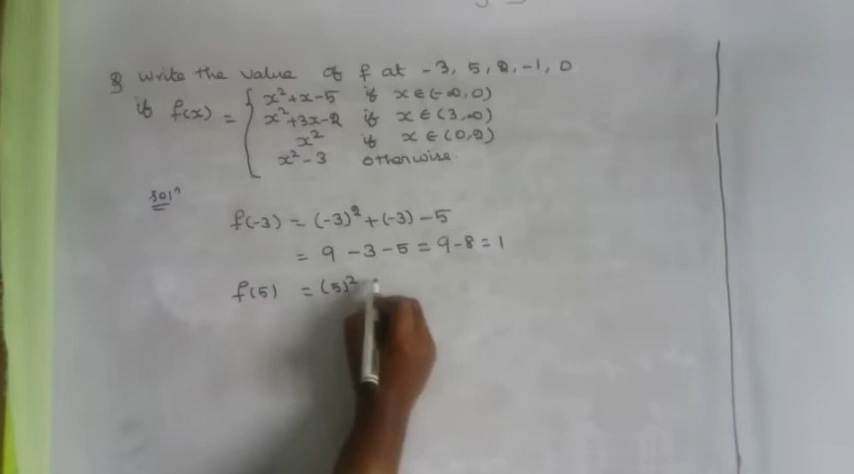 Q Write the value of f at -3, 5, 2, -1, 0
if f(x) = { x²+x-5 if x∈(-∞,0)
x²+3x-2 if x∈(3,∞)
x² if x∈(0,2)
x²-3 otherwise.
Solⁿ
f(-3) = (-3)²+(-3)-5
= 9-3-5=9-8=1
f(5) = (5)²